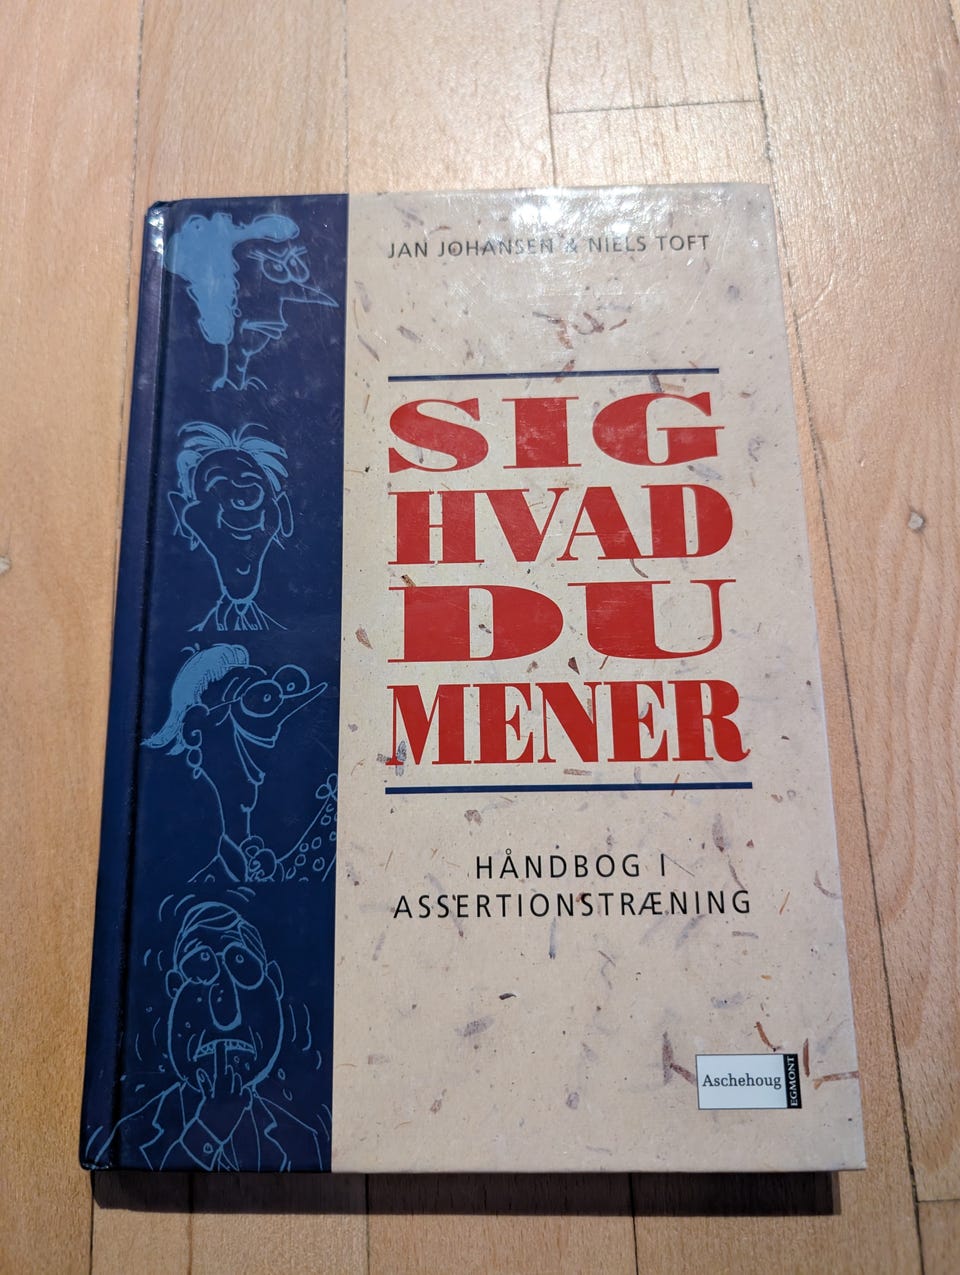 JAN JOHANSEN & NIELS TOFT
SIG
HVAD
DU
MENER
HÅNDBOG I
ASSERTIONSTRÆNING
Aschehoug
EGMONT